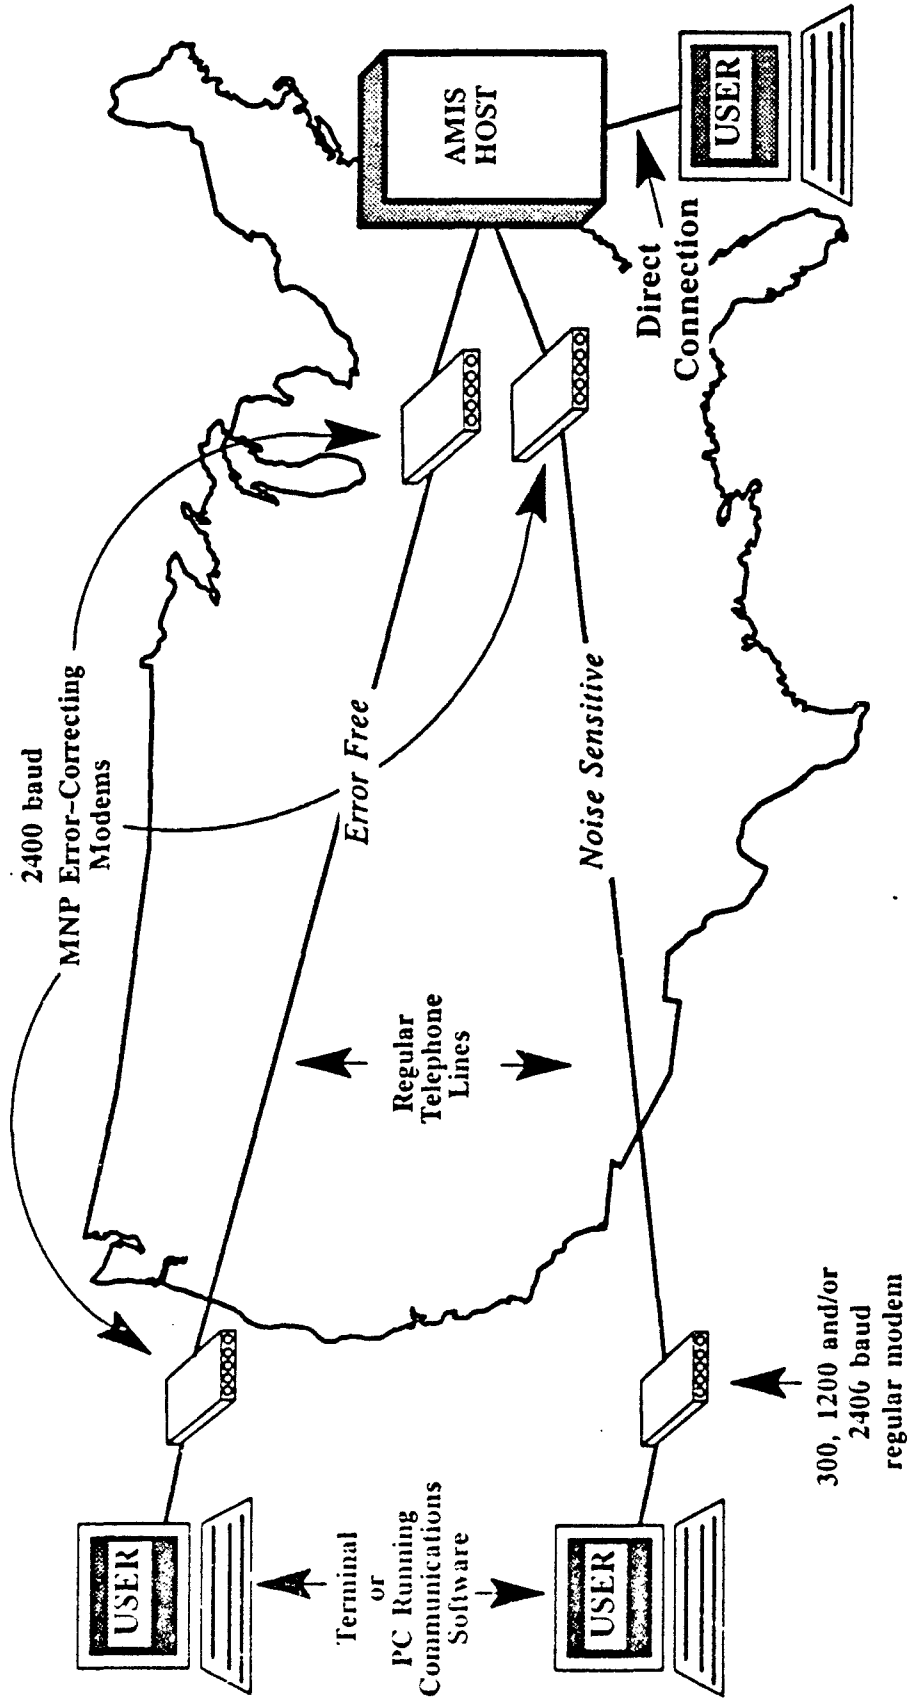 2400 baud
MNP Error-Correcting
Modems
AMIS
HOST
USER
Direct
Connection
Error Free
Noise Sensitive
Regular
Telephone
Lines
USER
Terminal
or
PC Running
Communications
Software
USER
300, 1200 and/or
2400 baud
regular modem